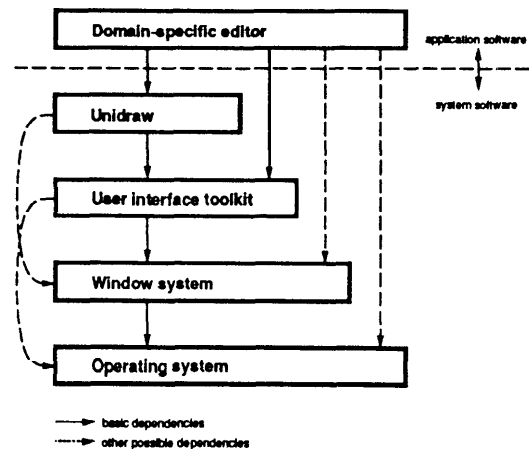 Domain-specific editor
application software
system software
Unidraw
User interface toolkit
Window system
Operating system
basic dependencies
other possible dependencies